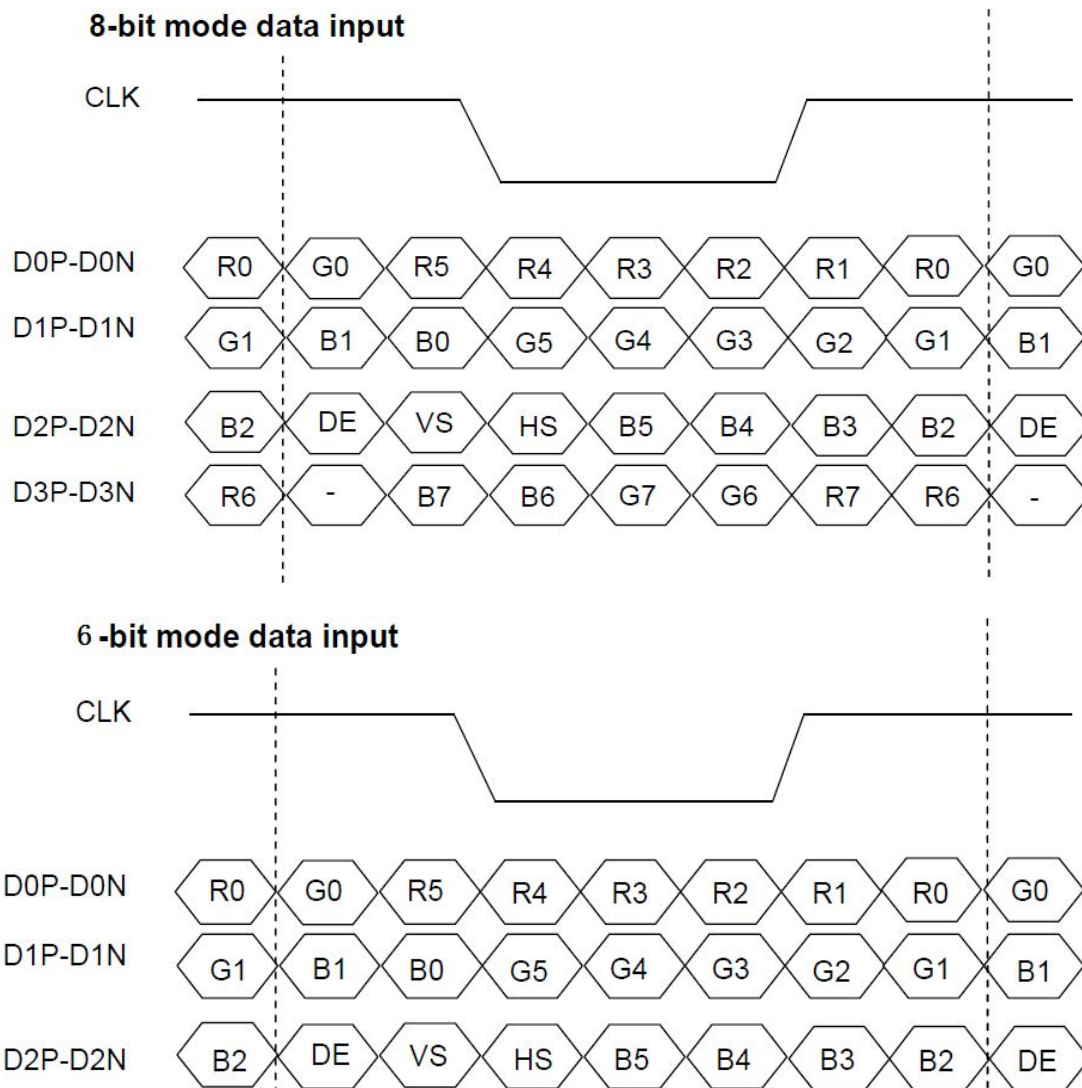 8-bit mode data input
CLK
D0P-D0N R0 G0 R5 R4 R3 R2 R1 R0 G0
D1P-D1N G1 B1 B0 G5 G4 G3 G2 G1 B1
D2P-D2N B2 DE VS HS B5 B4 B3 B2 DE
D3P-D3N R6 - B7 B6 G7 G6 R7 R6 -
6-bit mode data input
CLK
D0P-D0N R0 G0 R5 R4 R3 R2 R1 R0 G0
D1P-D1N G1 B1 B0 G5 G4 G3 G2 G1 B1
D2P-D2N B2 DE VS HS B5 B4 B3 B2 DE